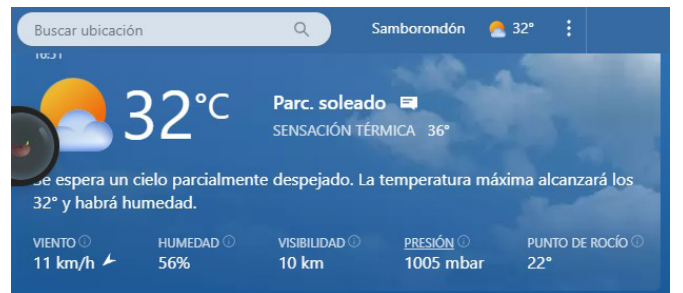 Buscar ubicación
Samborondón 32°
32°C
Parc. soleado
SENSACIÓN TÉRMICA 36°
Se espera un cielo parcialmente despejado. La temperatura máxima alcanzará los
32° y habrá humedad.
VIENTO HUMEDAD VISIBILIDAD PRESIÓN PUNTO DE ROCÍO
11 km/h 56% 10 km 1005 mbar 22°